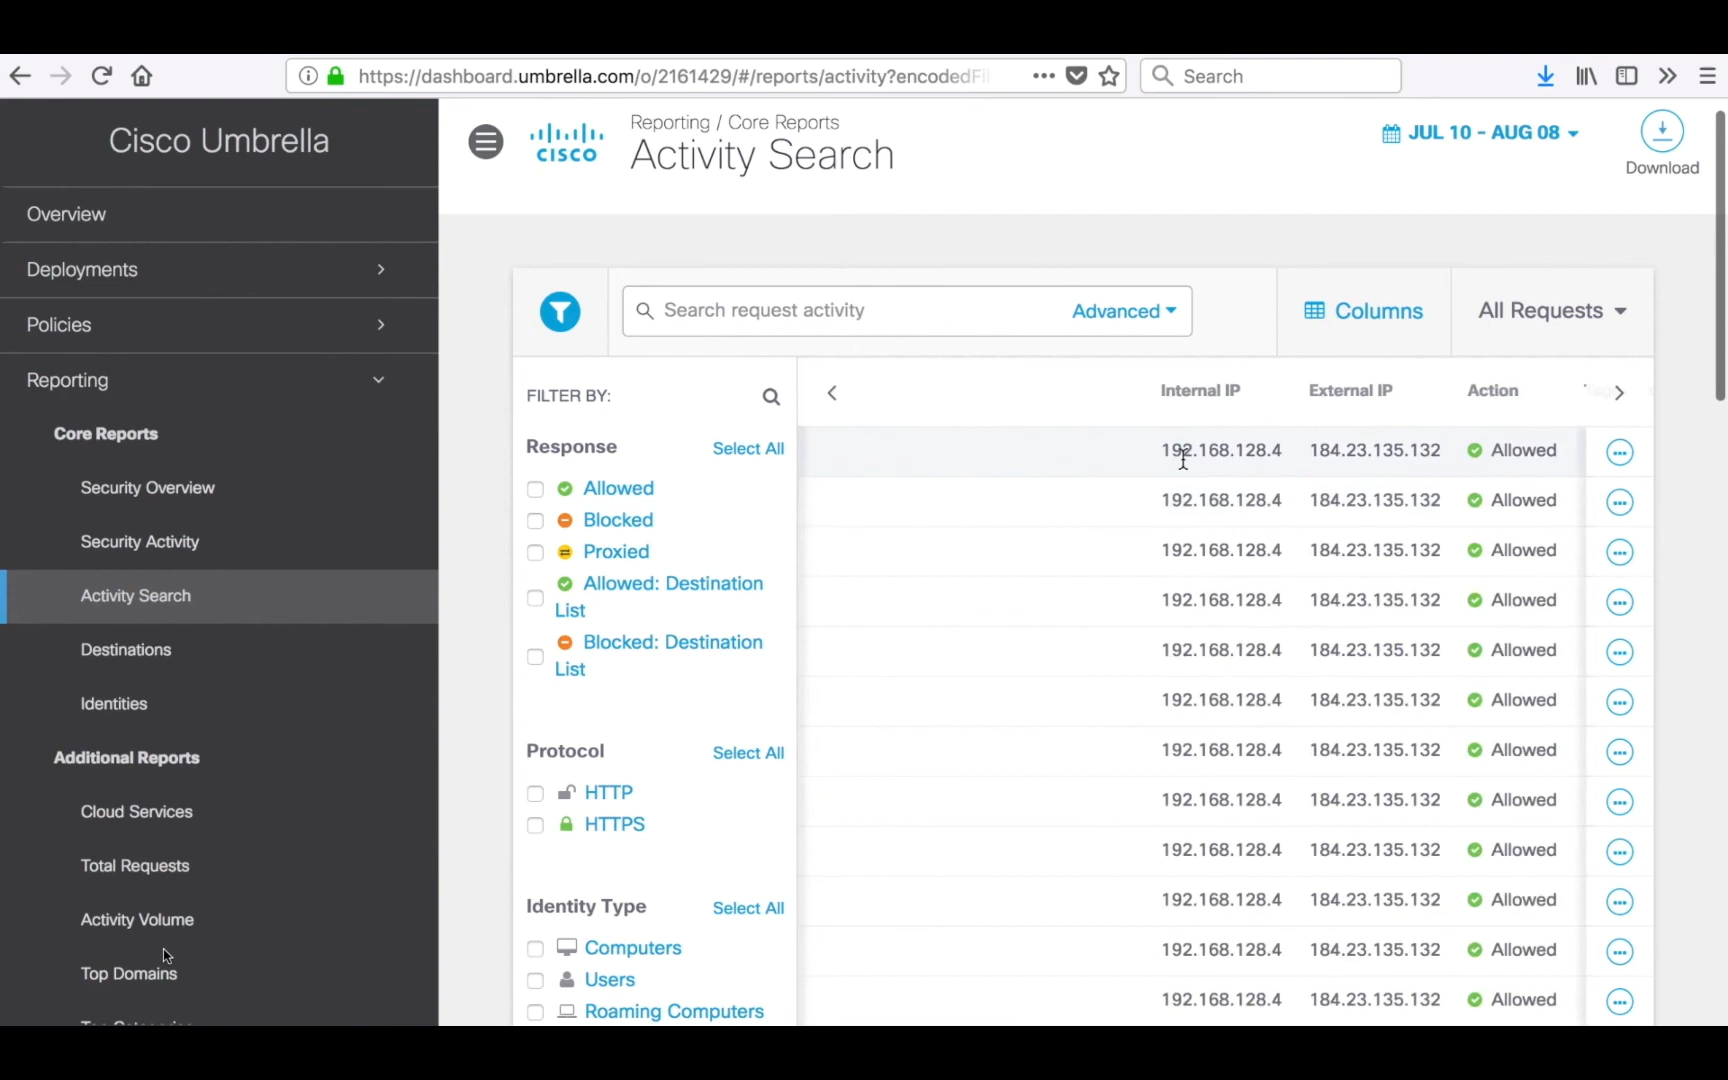 https://dashboard.umbrella.com/o/2161429/#/reports/activity?encodedFi
Search
Cisco Umbrella
Overview
Deployments
Policies
Reporting
Core Reports
Security Overview
Security Activity
Activity Search
Destinations
Identities
Additional Reports
Cloud Services
Total Requests
Activity Volume
Top Domains
CISCO
Reporting / Core Reports
Activity Search
JUL 10 - AUG 08
Download
Search request activity
Advanced
Columns
All Requests
FILTER BY:
Response Select All
Allowed
Blocked
Proxied
Allowed: Destination
List
Blocked: Destination
List
Protocol Select All
HTTP
HTTPS
Identity Type Select All
Computers
Users
Roaming Computers
Internal IP External IP Action
192.168.128.4 184.23.135.132 Allowed
192.168.128.4 184.23.135.132 Allowed
192.168.128.4 184.23.135.132 Allowed
192.168.128.4 184.23.135.132 Allowed
192.168.128.4 184.23.135.132 Allowed
192.168.128.4 184.23.135.132 Allowed
192.168.128.4 184.23.135.132 Allowed
192.168.128.4 184.23.135.132 Allowed
192.168.128.4 184.23.135.132 Allowed
192.168.128.4 184.23.135.132 Allowed
192.168.128.4 184.23.135.132 Allowed
192.168.128.4 184.23.135.132 Allowed